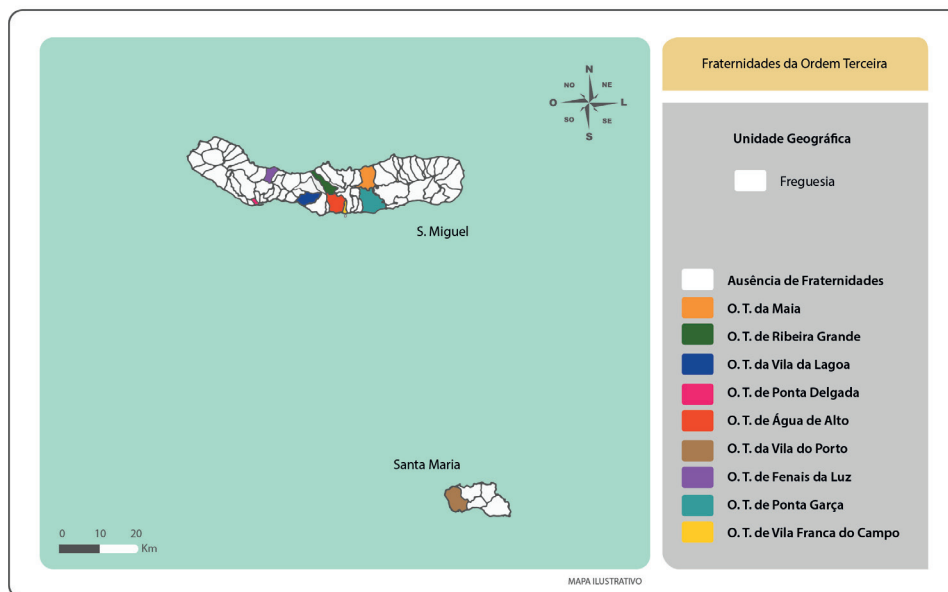 Fraternidades da Ordem Terceira
N
NO
NE
O
L
SO
SE
S
Unidade Geográfica
Freguesia
S. Miguel
Ausência de Fraternidades
O. T. da Maia
O. T. de Ribeira Grande
O. T. da Vila da Lagoa
O. T. de Ponta Delgada
O. T. de Água de Alto
O. T. da Vila do Porto
O. T. de Fenais da Luz
O. T. de Ponta Garça
O. T. de Vila Franca do Campo
Santa Maria
0 10 20
Km
MAPA ILUSTRATIVO